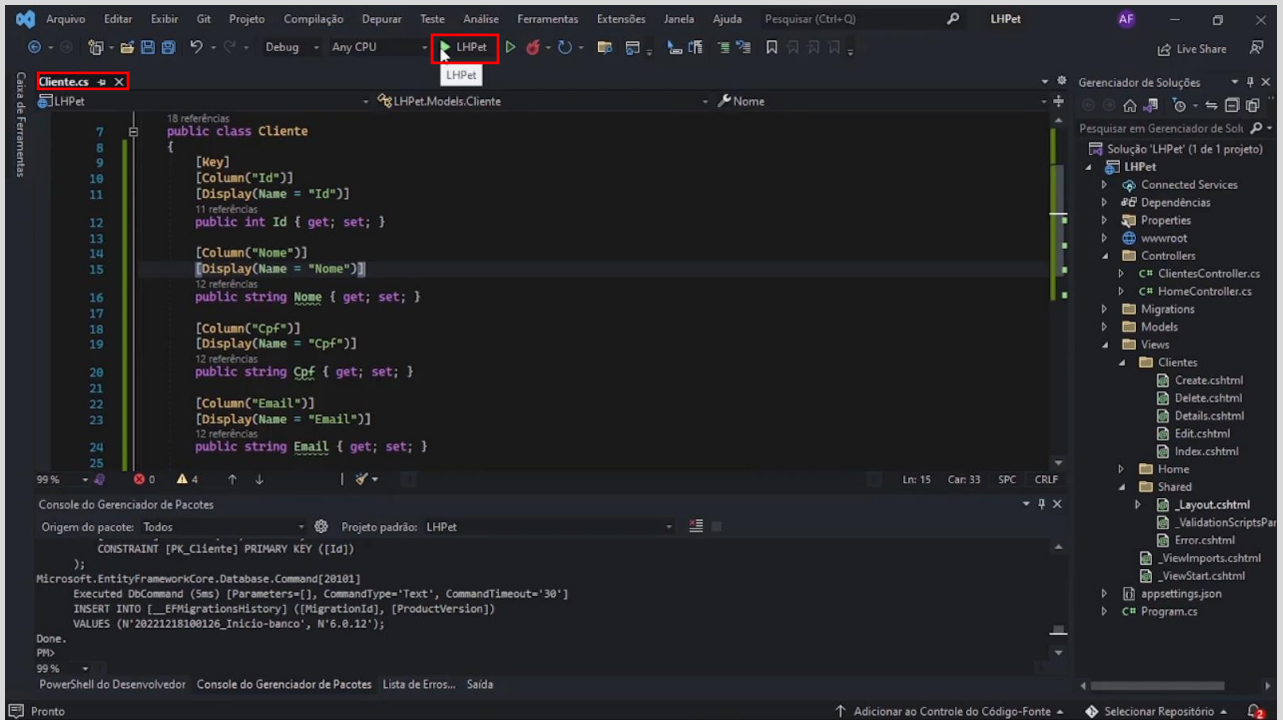 Arquivo Editar Exibir Git Projeto Compilação Depurar Teste Análise Ferramentas Extensões Janela Ajuda Pesquisar (Ctrl+Q) LHPet AF
Debug Any CPU LHPet Live Share
LHPet
Caixa de Ferramentas
Cliente.cs
LHPet LHPet.Models.Cliente Nome
18 referências
7 public class Cliente
8 {
9 [Key]
10 [Column("Id")]
11 [Display(Name = "Id")]
11 referências
12 public int Id { get; set; }
13
14 [Column("Nome")]
15 [Display(Name = "Nome")]
12 referências
16 public string Nome { get; set; }
17
18 [Column("Cpf")]
19 [Display(Name = "Cpf")]
12 referências
20 public string Cpf { get; set; }
21
22 [Column("Email")]
23 [Display(Name = "Email")]
12 referências
24 public string Email { get; set; }
25
99 % 0 4 Ln: 15 Car: 33 SPC CRLF
Console do Gerenciador de Pacotes
Origem do pacote: Todos Projeto padrão: LHPet
CONSTRAINT [PK_Cliente] PRIMARY KEY ([Id])
);
Microsoft.EntityFrameworkCore.Database.Command[20101]
Executed DbCommand (5ms) [Parameters=[], CommandType='Text', CommandTimeout='30']
INSERT INTO [__EFMigrationsHistory] ([MigrationId], [ProductVersion])
VALUES (N'20221218100126_Inicio-banco', N'6.0.12');
Done.
PM>
99 %
PowerShell do Desenvolvedor Console do Gerenciador de Pacotes Lista de Erros... Saída
Gerenciador de Soluções
Pesquisar em Gerenciador de Solu
Solução 'LHPet' (1 de 1 projeto)
LHPet
Connected Services
Dependências
Properties
wwwroot
Controllers
C# ClientesController.cs
C# HomeController.cs
Migrations
Models
Views
Clientes
Create.cshtml
Delete.cshtml
Details.cshtml
Edit.cshtml
Index.cshtml
Home
Shared
_Layout.cshtml
_ValidationScriptsPar
Error.cshtml
_ViewImports.cshtml
_ViewStart.cshtml
appsettings.json
C# Program.cs
Pronto Adicionar ao Controle do Código-Fonte Selecionar Repositório 2